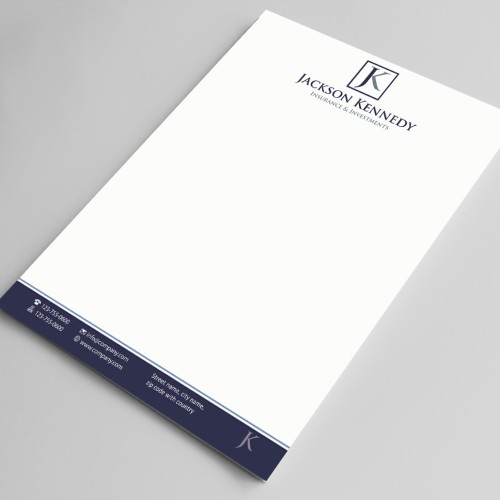 JK
JACKSON KENNEDY
INSURANCE & INVESTMENTS
123-755-0600
123-755-0600
info@company.com
www.company.com
Street name, city name,
zip code with country.
JK